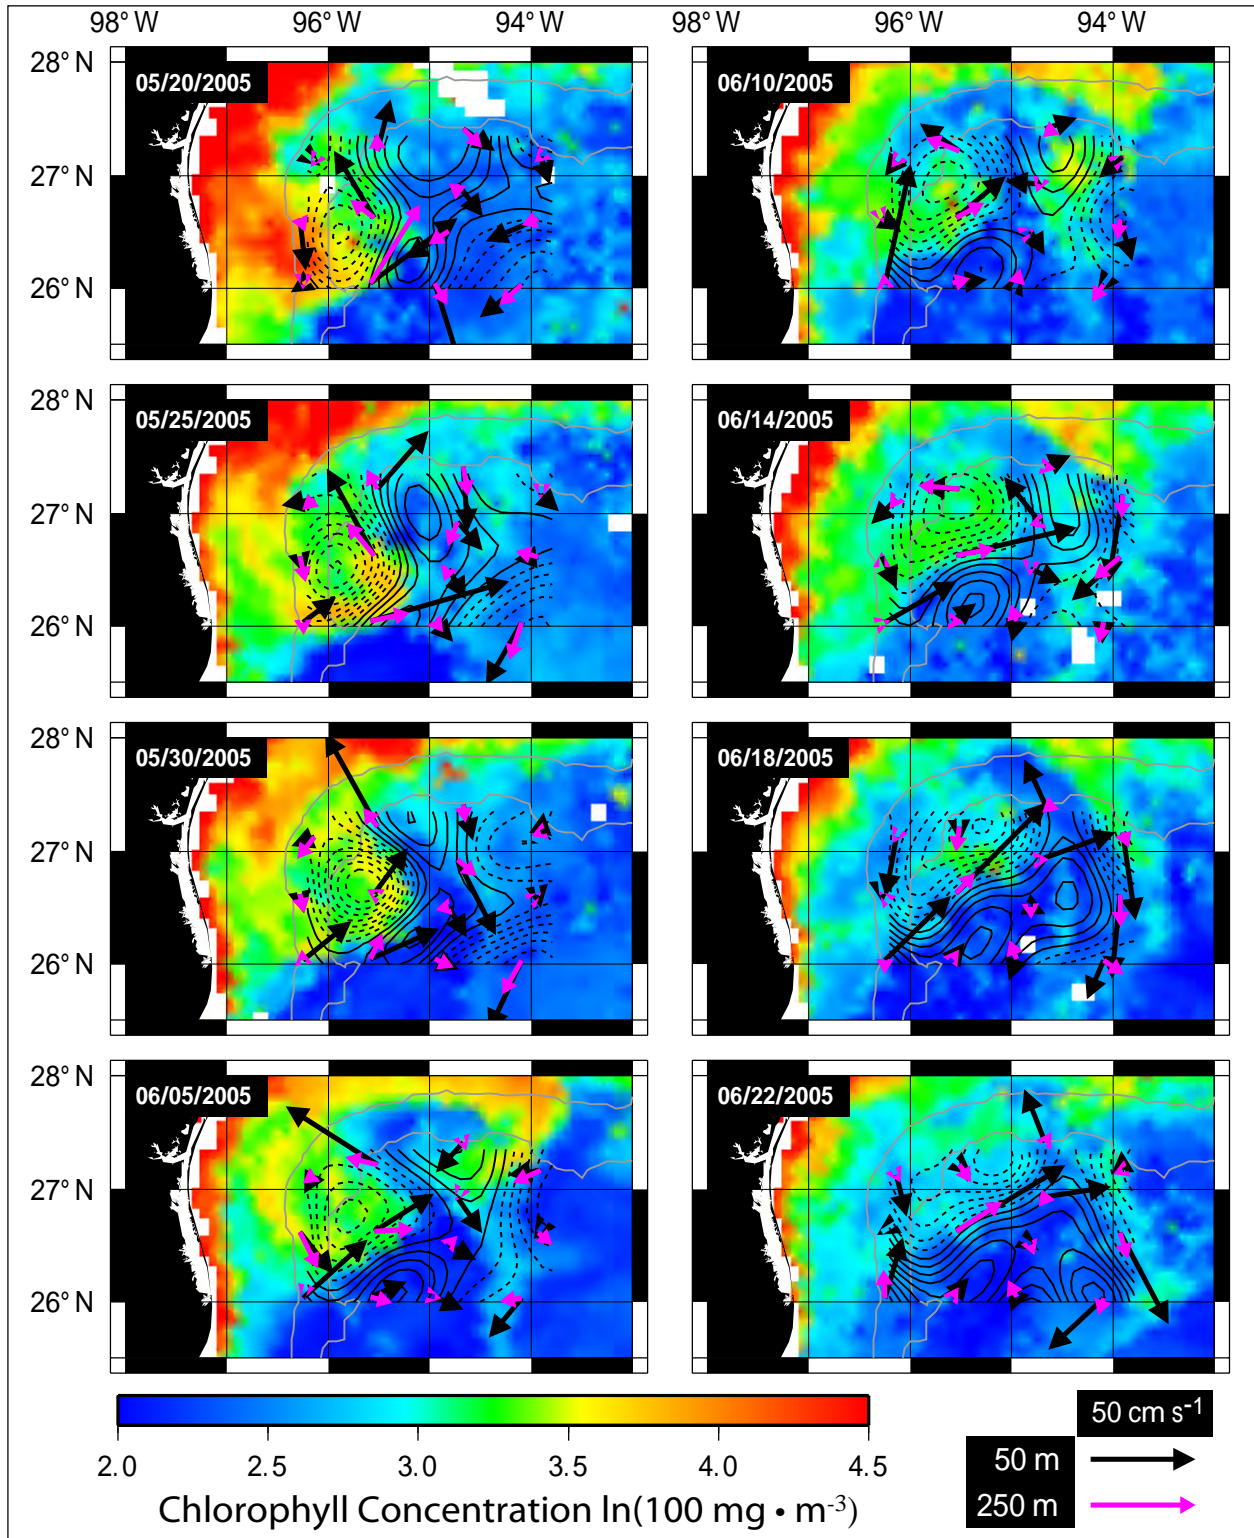 98° W 96° W 94° W 98° W 96° W 94° W
28° N
05/20/2005 06/10/2005
27° N
26° N
28° N
05/25/2005 06/14/2005
27° N
26° N
28° N
05/30/2005 06/18/2005
27° N
26° N
28° N
06/05/2005 06/22/2005
27° N
26° N
50 cm s⁻¹
50 m
250 m
2.0 2.5 3.0 3.5 4.0 4.5
Chlorophyll Concentration ln(100 mg • m⁻³)